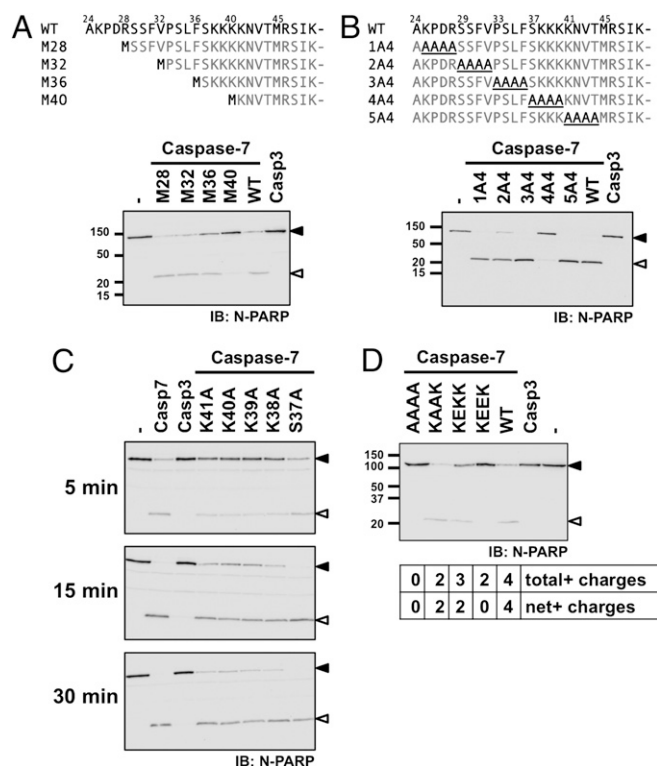 A
24 28 32 36 40 45
WT AKPDRSSFVPSLFSKKKKNVTMRSIK-
M28 MSSFVPSLFSKKKKNVTMRSIK-
M32 MPSLFSKKKKNVTMRSIK-
M36 MSKKKKNVTMRSIK-
M40 MKNVTMRSIK-
Caspase-7
- M28 M32 M36 M40 WT Casp3
150
50
20
15
IB: N-PARP
B
24 29 33 37 41 45
WT AKPDRSSFVPSLFSKKKKNVTMRSIK-
1A4 AAAAASSFVPSLFSKKKKNVTMRSIK-
2A4 AKPDRAAAAPSLFSKKKKNVTMRSIK-
3A4 AKPDRSSFVAAAASKKKKNVTMRSIK-
4A4 AKPDRSSFVPSLFAAAAKNVTMRSIK-
5A4 AKPDRSSFVPSLFSKKKAAAAMRSIK-
Caspase-7
- 1A4 2A4 3A4 4A4 5A4 WT Casp3
150
50
20
15
IB: N-PARP
C
Caspase-7
- Casp7 Casp3 K41A K40A K39A K38A S37A
5 min
15 min
30 min
IB: N-PARP
D
Caspase-7
AAAA KAAK KEKK KEEK WT Casp3 -
150
100
50
37
20
IB: N-PARP
0 2 3 2 4 total+ charges
0 2 2 0 4 net+ charges